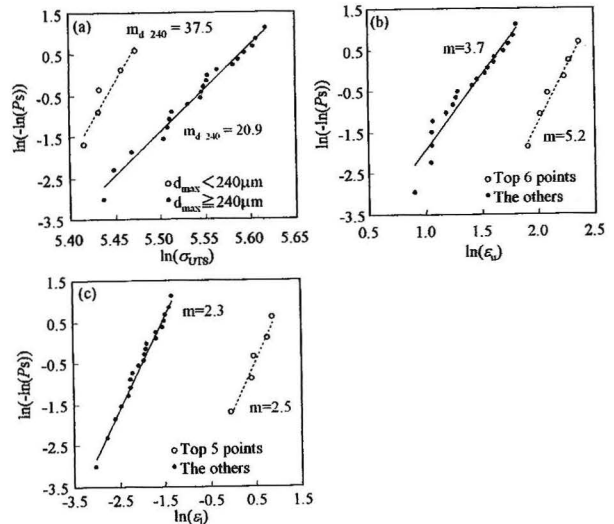 (a)
m_d 240 = 37.5
m_d 240 = 20.9
d_max <240μm
d_max ≧240μm
1.5
0.5
-0.5
-1.5
-2.5
-3.5
5.40 5.45 5.50 5.55 5.60 5.65
ln(-ln(Ps))
ln(σ_UTS)
(b)
m=3.7
m=5.2
Top 6 points
The others
1.5
0.5
-0.5
-1.5
-2.5
-3.5
0.5 1.0 1.5 2.0 2.5
ln(-ln(Ps))
ln(ε_u)
(c)
m=2.3
m=2.5
Top 5 points
The others
1.5
0.5
-0.5
-1.5
-2.5
-3.5
-3.5 -2.5 -1.5 -0.5 0.5 1.5
ln(-ln(Ps))